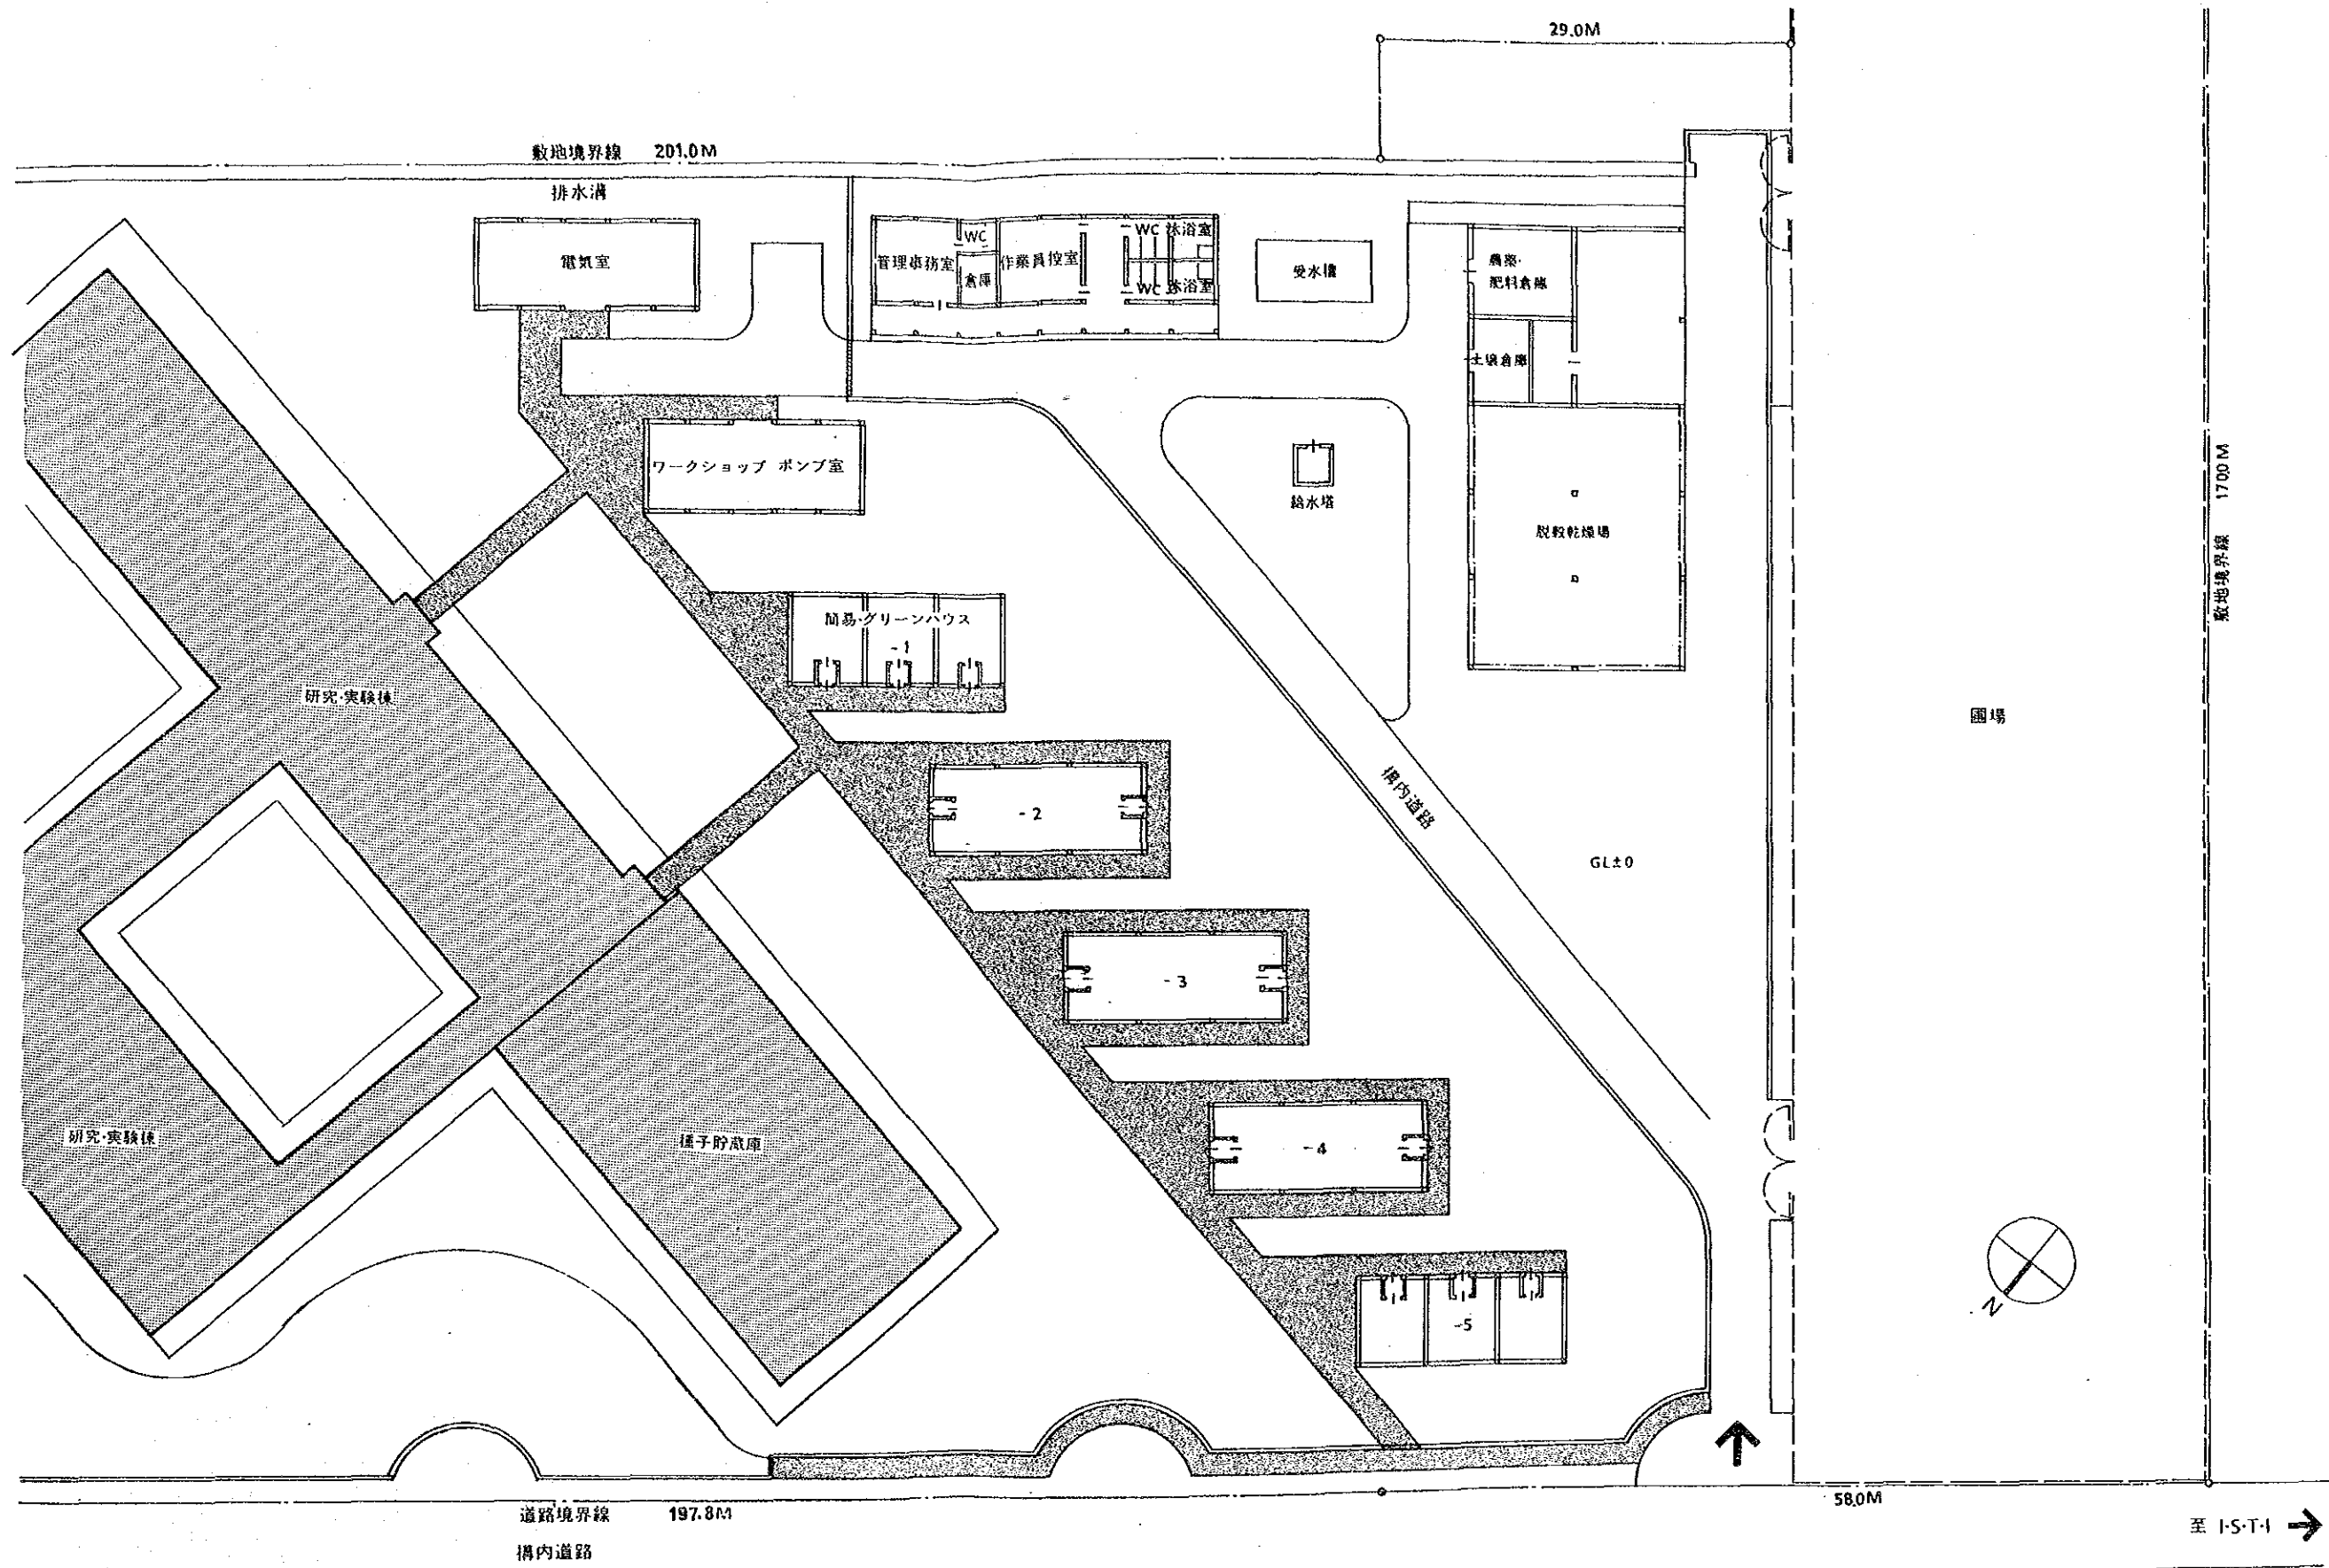 29.0M
敷地境界線 201.0M
排水溝
電気室
管理事務室
WC
倉庫
作業員控室
WC 沐浴室
WC 沐浴室
受水槽
農薬・
肥料倉庫
土壌倉庫
ワークショップ ポンプ室
給水塔
脱穀乾燥場
敷地境界線 170.0M
簡易・グリーンハウス
-1
研究・実験棟
圃場
構内道路
-2
GL±0
-3
研究・実験棟
種子貯蔵庫
-4
-5
N
道路境界線 197.8M
58.0M
構内道路
至 I・S・T・I